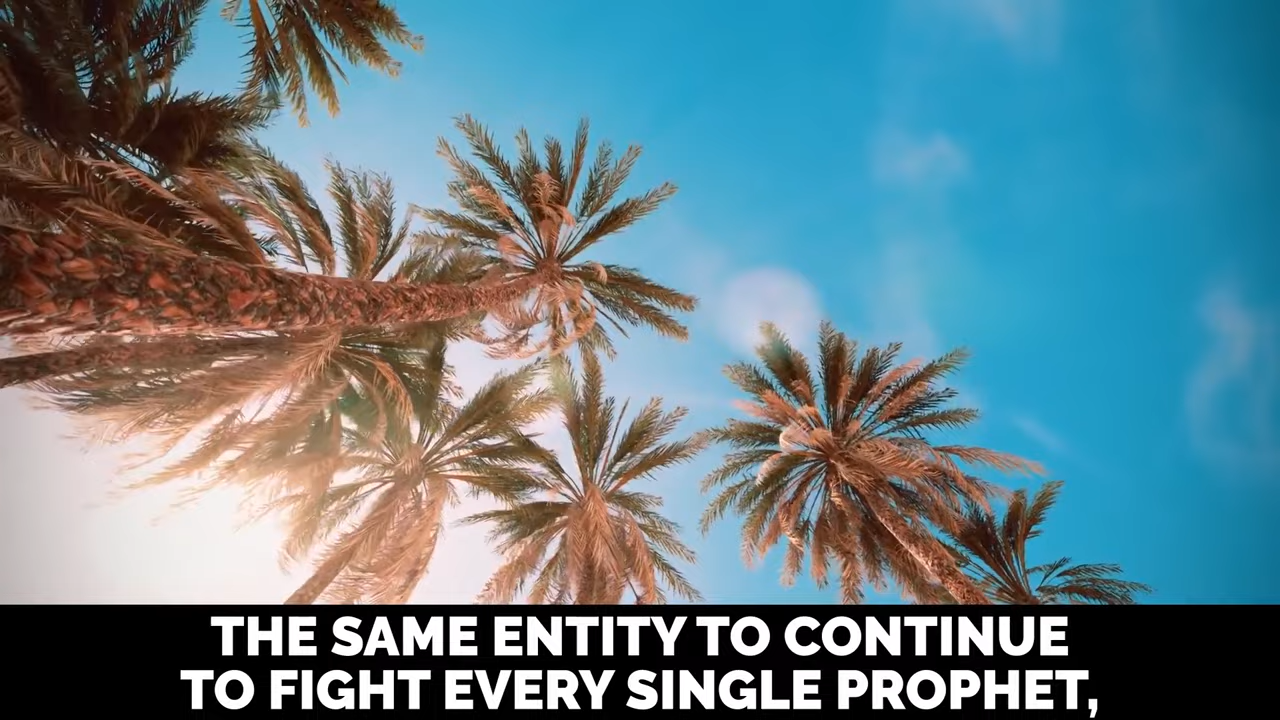 THE SAME ENTITY TO CONTINUE
TO FIGHT EVERY SINGLE PROPHET,